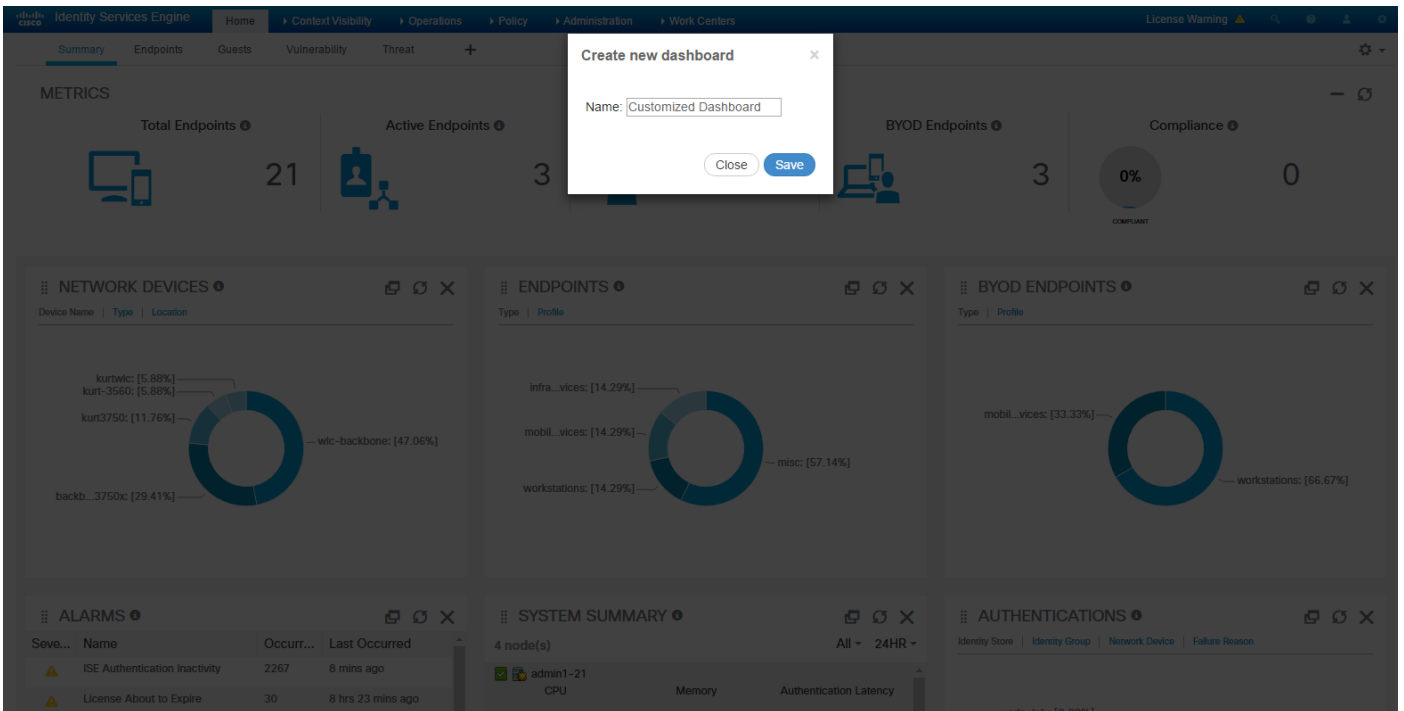 cisco Identity Services Engine Home Context Visibility Operations Policy Administration Work Centers License Warning
Summary Endpoints Guests Vulnerability Threat +
Create new dashboard ×
Name: Customized Dashboard
Close Save
METRICS
Total Endpoints Active Endpoints BYOD Endpoints Compliance
21 3 3 0% 0
COMPLIANT
NETWORK DEVICES
Device Name | Type | Location
kurtwlc: [5.88%]
kurt-3560: [5.88%]
kurt3750: [11.76%]
wlc-backbone: [47.06%]
backb...3750x: [29.41%]
ENDPOINTS
Type | Profile
infra...vices: [14.29%]
mobil...vices: [14.29%]
misc: [57.14%]
workstations: [14.29%]
BYOD ENDPOINTS
Type | Profile
mobil...vices: [33.33%]
workstations: [66.67%]
ALARMS
Seve... Name Occurr... Last Occurred
ISE Authentication Inactivity 2267 8 mins ago
License About to Expire 30 8 hrs 23 mins ago
SYSTEM SUMMARY
4 node(s) All 24HR
admin1-21
CPU Memory Authentication Latency
AUTHENTICATIONS
Identity Store | Identity Group | Network Device | Failure Reason